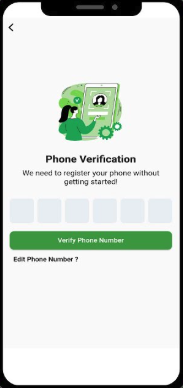 Phone Verification
We need to register your phone without
getting started!
Verify Phone Number
Edit Phone Number ?